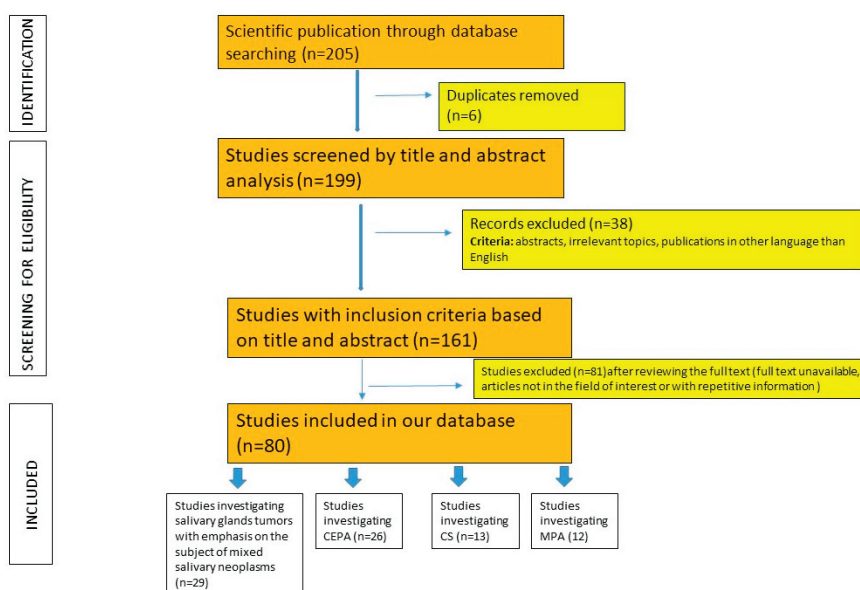 IDENTIFICATION
Scientific publication through database
searching (n=205)
Duplicates removed
(n=6)
SCREENING FOR ELIGIBILITY
Studies screened by title and abstract
analysis (n=199)
Records excluded (n=38)
Criteria: abstracts, irrelevant topics, publications in other language than
English
Studies with inclusion criteria based
on title and abstract (n=161)
Studies excluded (n=81)after reviewing the full text (full text unavailable,
articles not in the field of interest or with repetitive information )
INCLUDED
Studies included in our database
(n=80)
Studies investigating
salivary glands tumors
with emphasis on the
subject of mixed
salivary neoplasms
(n=29)
Studies
investigating
CEPA (n=26)
Studies
investigating
CS (n=13)
Studies
investigating
MPA (12)